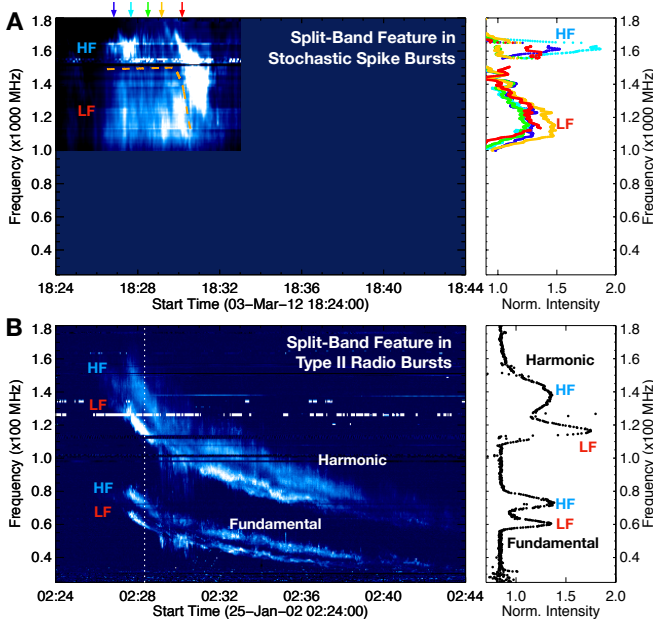 A
Split-Band Feature in
Stochastic Spike Bursts
HF
LF
Frequency (x1000 MHz)
1.8
1.6
1.4
1.2
1.0
0.8
0.6
0.4
18:24
18:28
18:32
18:36
18:40
18:44
Start Time (03-Mar-12 18:24:00)
HF
LF
1.8
1.6
1.4
1.2
1.0
0.8
0.6
0.4
Frequency (x1000 MHz)
1.0
1.5
2.0
Norm. Intensity
B
Split-Band Feature in
Type II Radio Bursts
HF
LF
Harmonic
HF
LF
Fundamental
Frequency (x100 MHz)
1.8
1.6
1.4
1.2
1.0
0.8
0.6
0.4
02:24
02:28
02:32
02:36
02:40
02:44
Start Time (25-Jan-02 02:24:00)
Harmonic
HF
LF
HF
LF
Fundamental
1.8
1.6
1.4
1.2
1.0
0.8
0.6
0.4
Frequency (x100 MHz)
1.0
1.5
2.0
Norm. Intensity